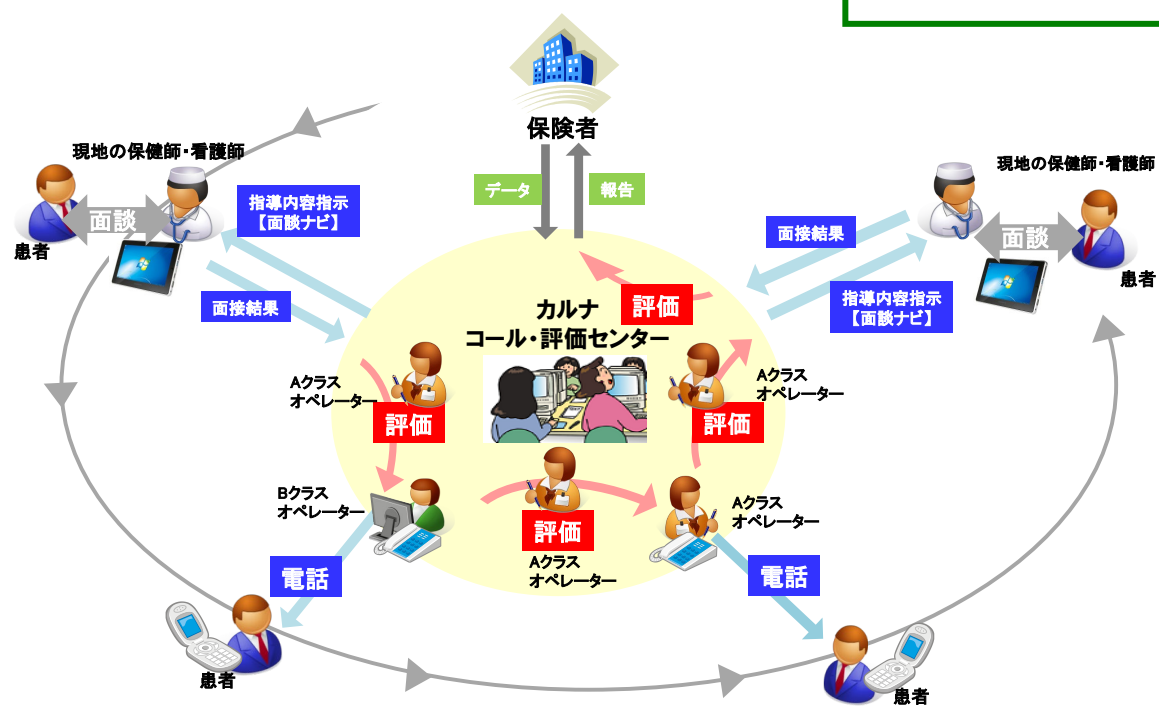 保険者
データ
報告
現地の保健師・看護師
面談
患者
指導内容指示
【面談ナビ】
面接結果
現地の保健師・看護師
面談
患者
面接結果
指導内容指示
【面談ナビ】
評価
カルナ
コール・評価センター
Aクラス
オペレーター
評価
Aクラス
オペレーター
評価
Bクラス
オペレーター
評価
Aクラス
オペレーター
Aクラス
オペレーター
電話
電話
患者
患者